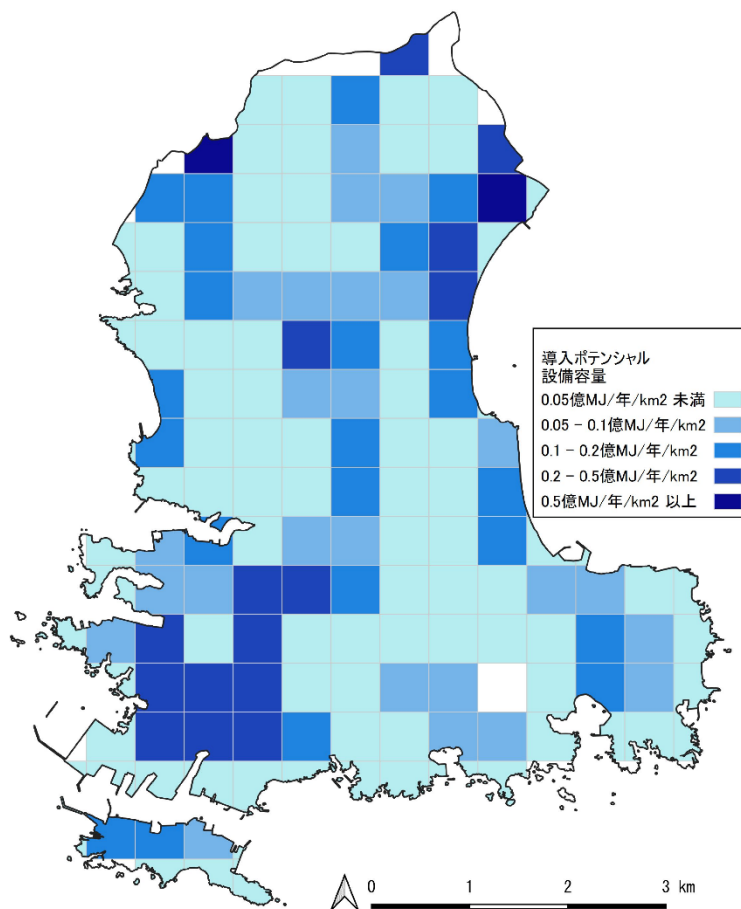 導入ポテンシャル
設備容量
0.05億MJ/年/km2 未満
0.05 - 0.1億MJ/年/km2
0.1 - 0.2億MJ/年/km2
0.2 - 0.5億MJ/年/km2
0.5億MJ/年/km2 以上
0 1 2 3 km